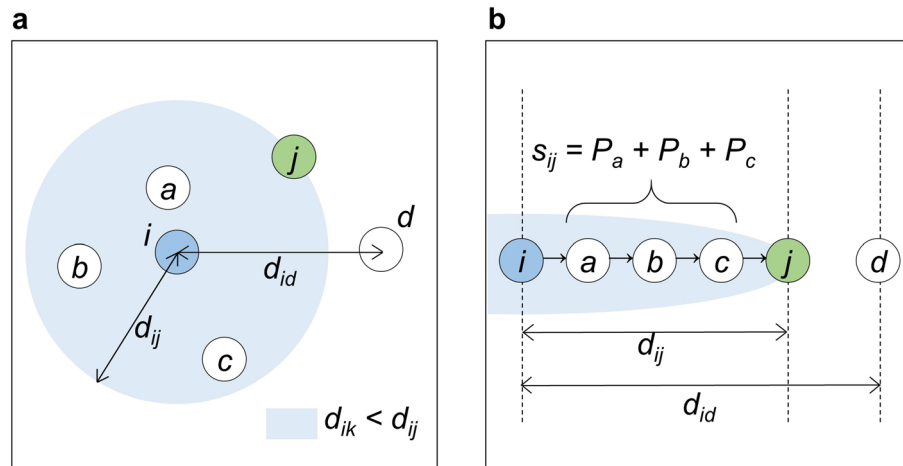 a
j
a
d
i
b
d_id
d_ij
c
d_ik < d_ij
b
s_ij = P_a + P_b + P_c
i a b c j d
d_ij
d_id